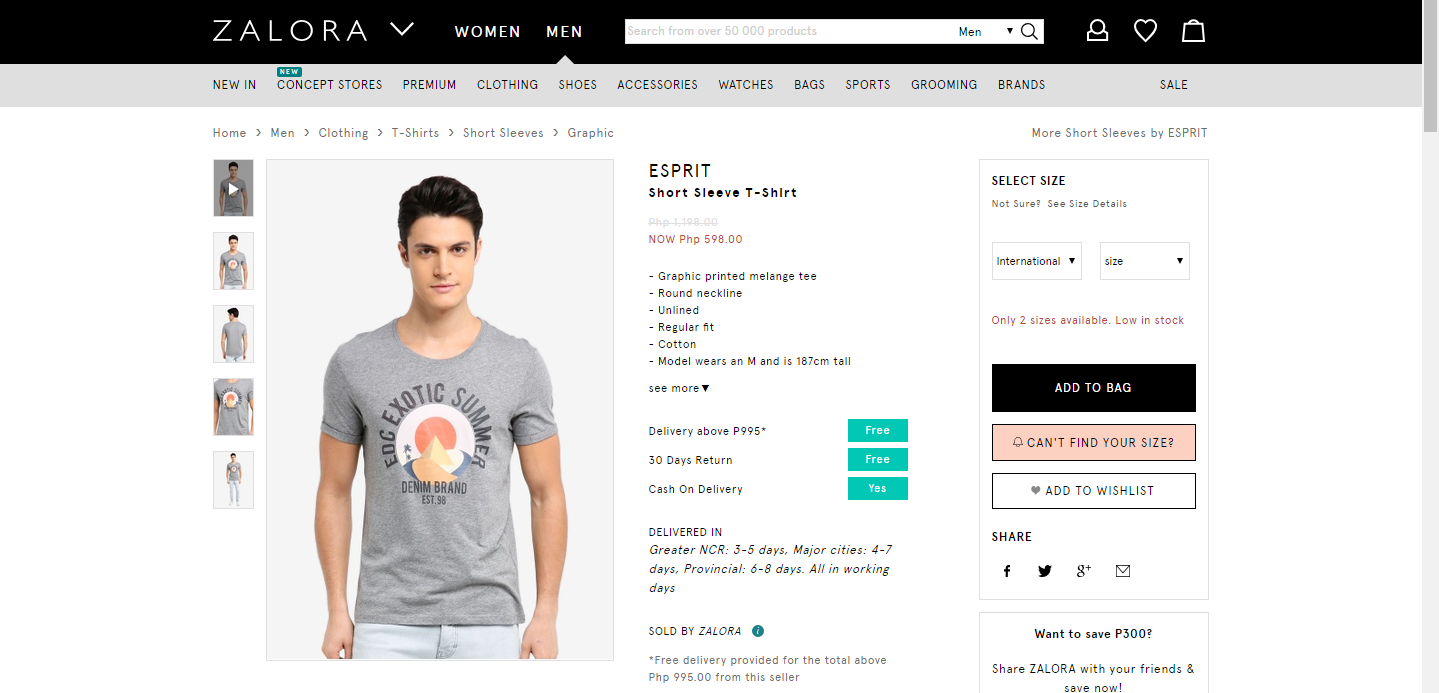 ZALORA
WOMEN
MEN
Search from over 50 000 products
Men
NEW
NEW IN
CONCEPT STORES
PREMIUM
CLOTHING
SHOES
ACCESSORIES
WATCHES
BAGS
SPORTS
GROOMING
BRANDS
SALE
Home > Men > Clothing > T-Shirts > Short Sleeves > Graphic
More Short Sleeves by ESPRIT
EDC EXOTIC SUMMER
DENIM BRAND
EST. 98
ESPRIT
Short Sleeve T-Shirt
Php 1,198.00
NOW Php 598.00
- Graphic printed melange tee
- Round neckline
- Unlined
- Regular fit
- Cotton
- Model wears an M and is 187cm tall
see more ▼
Delivery above P995* Free
30 Days Return Free
Cash On Delivery Yes
DELIVERED IN
Greater NCR: 3-5 days, Major cities: 4-7
days, Provincial: 6-8 days. All in working
days
SOLD BY ZALORA i
*Free delivery provided for the total above
Php 995.00 from this seller
SELECT SIZE
Not Sure? See Size Details
International ▼ size ▼
Only 2 sizes available. Low in stock
ADD TO BAG
CAN'T FIND YOUR SIZE?
ADD TO WISHLIST
SHARE
Want to save P300?
Share ZALORA with your friends &
save now!